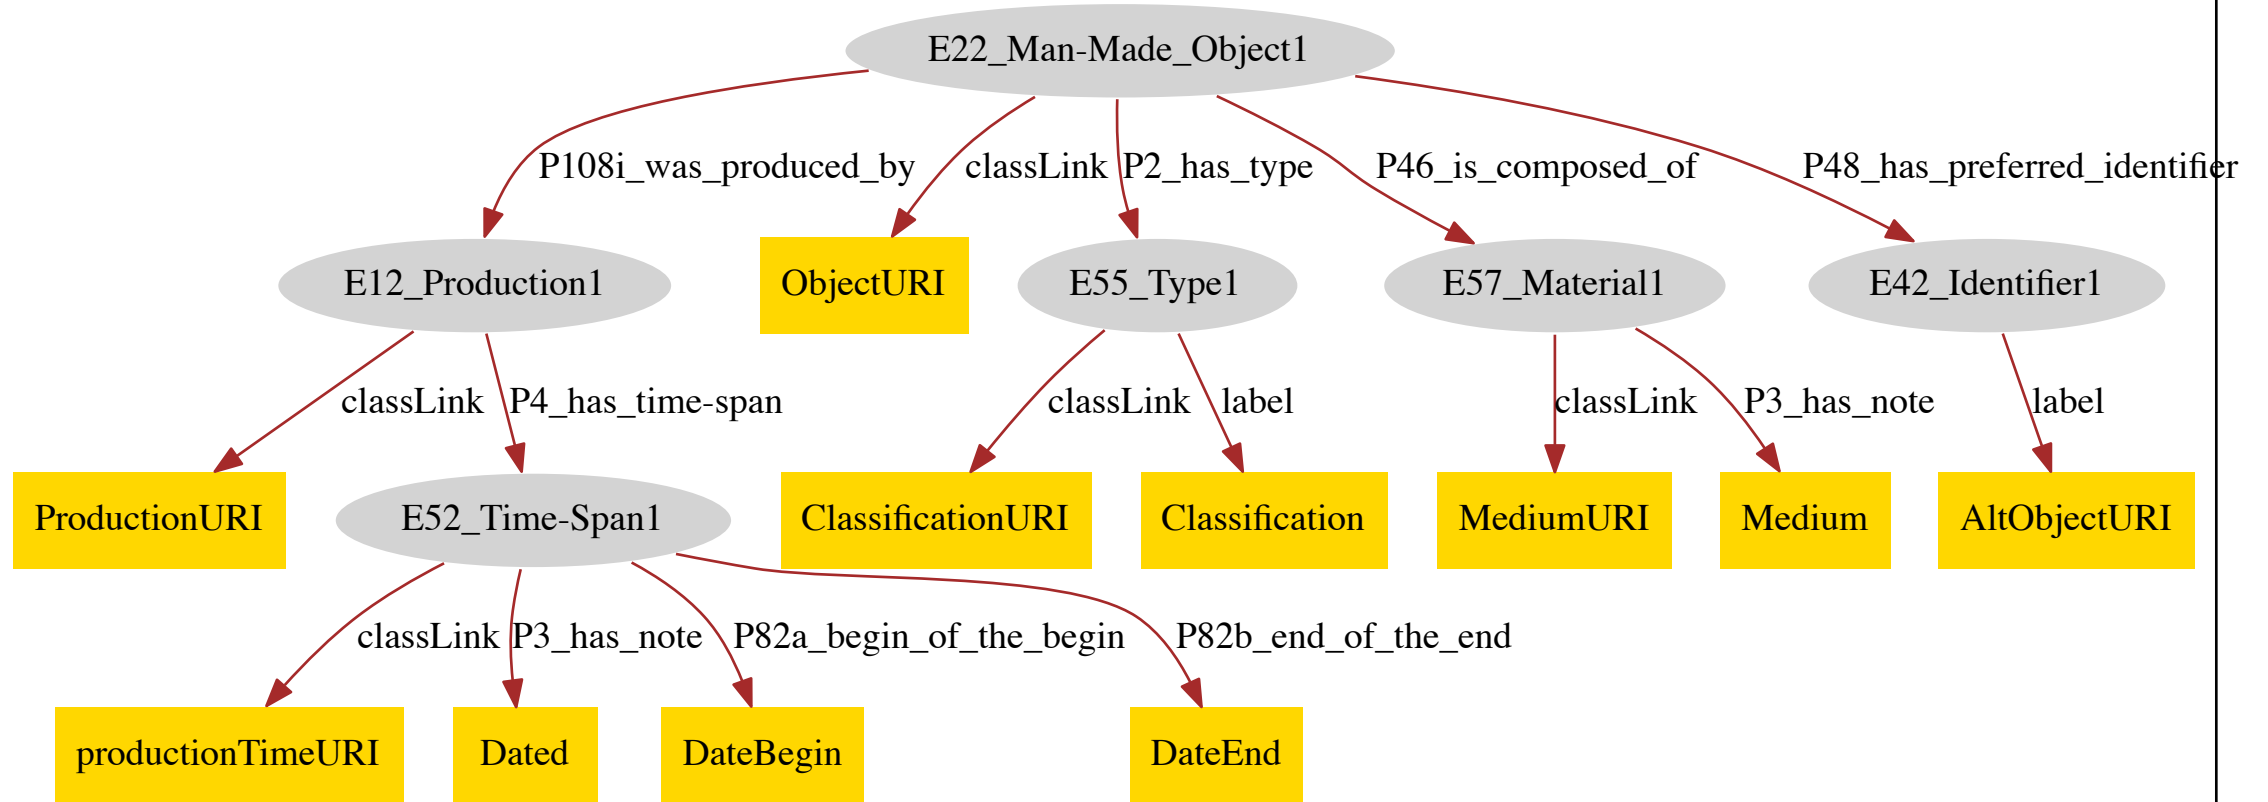 E22_Man-Made_Object1
P108i_was_produced_by
classLink
P2_has_type
P46_is_composed_of
P48_has_preferred_identifier
E12_Production1
ObjectURI
E55_Type1
E57_Material1
E42_Identifier1
classLink
P4_has_time-span
classLink
label
classLink
P3_has_note
label
ProductionURI
E52_Time-Span1
ClassificationURI
Classification
MediumURI
Medium
AltObjectURI
classLink
P3_has_note
P82a_begin_of_the_begin
P82b_end_of_the_end
productionTimeURI
Dated
DateBegin
DateEnd